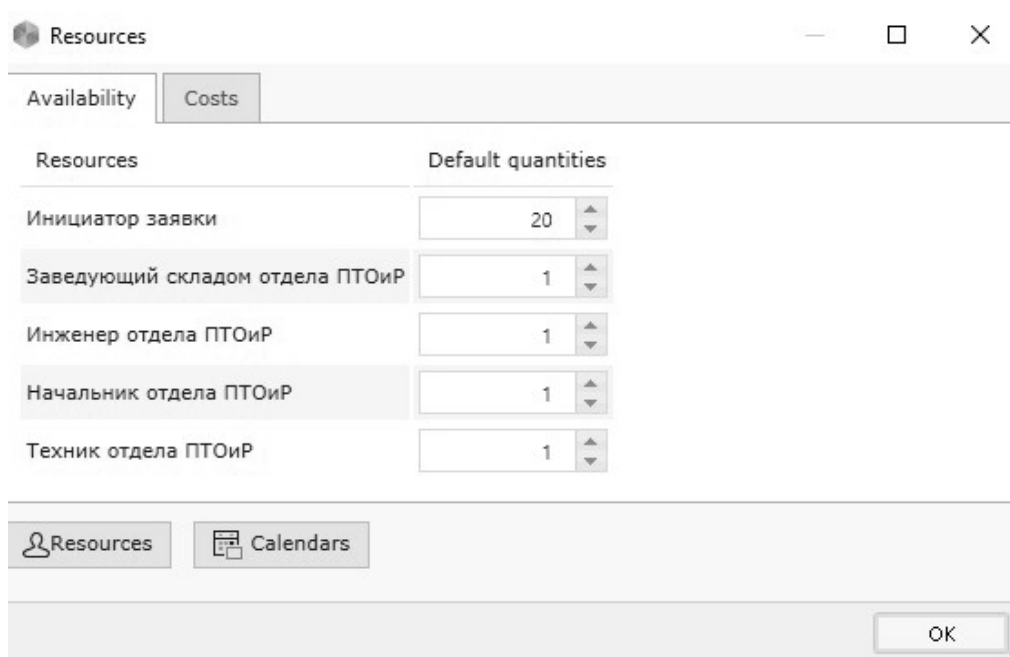 Resources
Availability Costs
Resources Default quantities
Инициатор заявки 20
Заведующий складом отдела ПТОиР 1
Инженер отдела ПТОиР 1
Начальник отдела ПТОиР 1
Техник отдела ПТОиР 1
Resources Calendars
OK